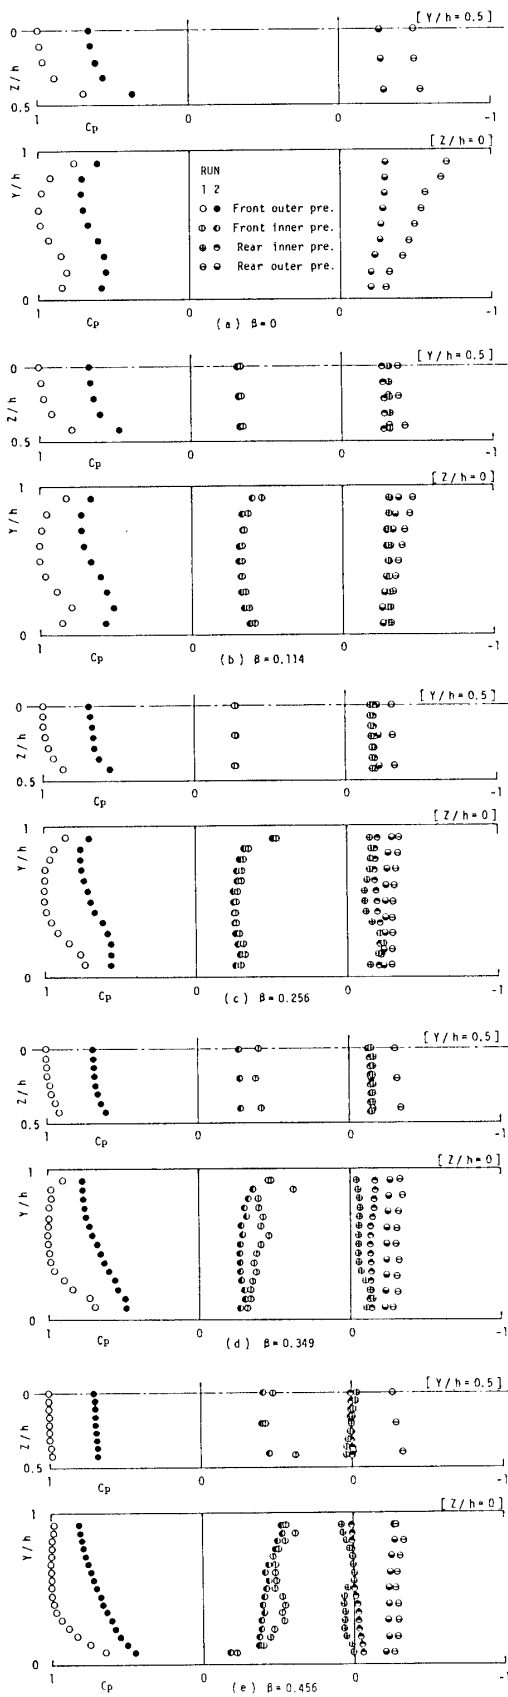 [Y/h=0.5]
0
Z/h
0.5
1
Cp
0
0
-1
[Z/h=0]
1
Y/h
RUN
1 2
Front outer pre.
Front inner pre.
Rear inner pre.
Rear outer pre.
0
1
Cp
0
(a) β=0
0
-1
[Y/h=0.5]
0
Z/h
0.5
1
Cp
0
0
-1
[Z/h=0]
1
Y/h
0
1
Cp
0
(b) β=0.114
0
-1
[Y/h=0.5]
0
Z/h
0.5
1
Cp
0
0
-1
[Z/h=0]
1
Y/h
0
1
Cp
0
(c) β=0.256
0
-1
[Y/h=0.5]
0
Z/h
0.5
1
Cp
0
0
-1
[Z/h=0]
1
Y/h
0
1
Cp
0
(d) β=0.349
0
-1
[Y/h=0.5]
0
Z/h
0.5
1
Cp
0
0
-1
[Z/h=0]
1
Y/h
0
1
Cp
0
(e) β=0.456
0
-1